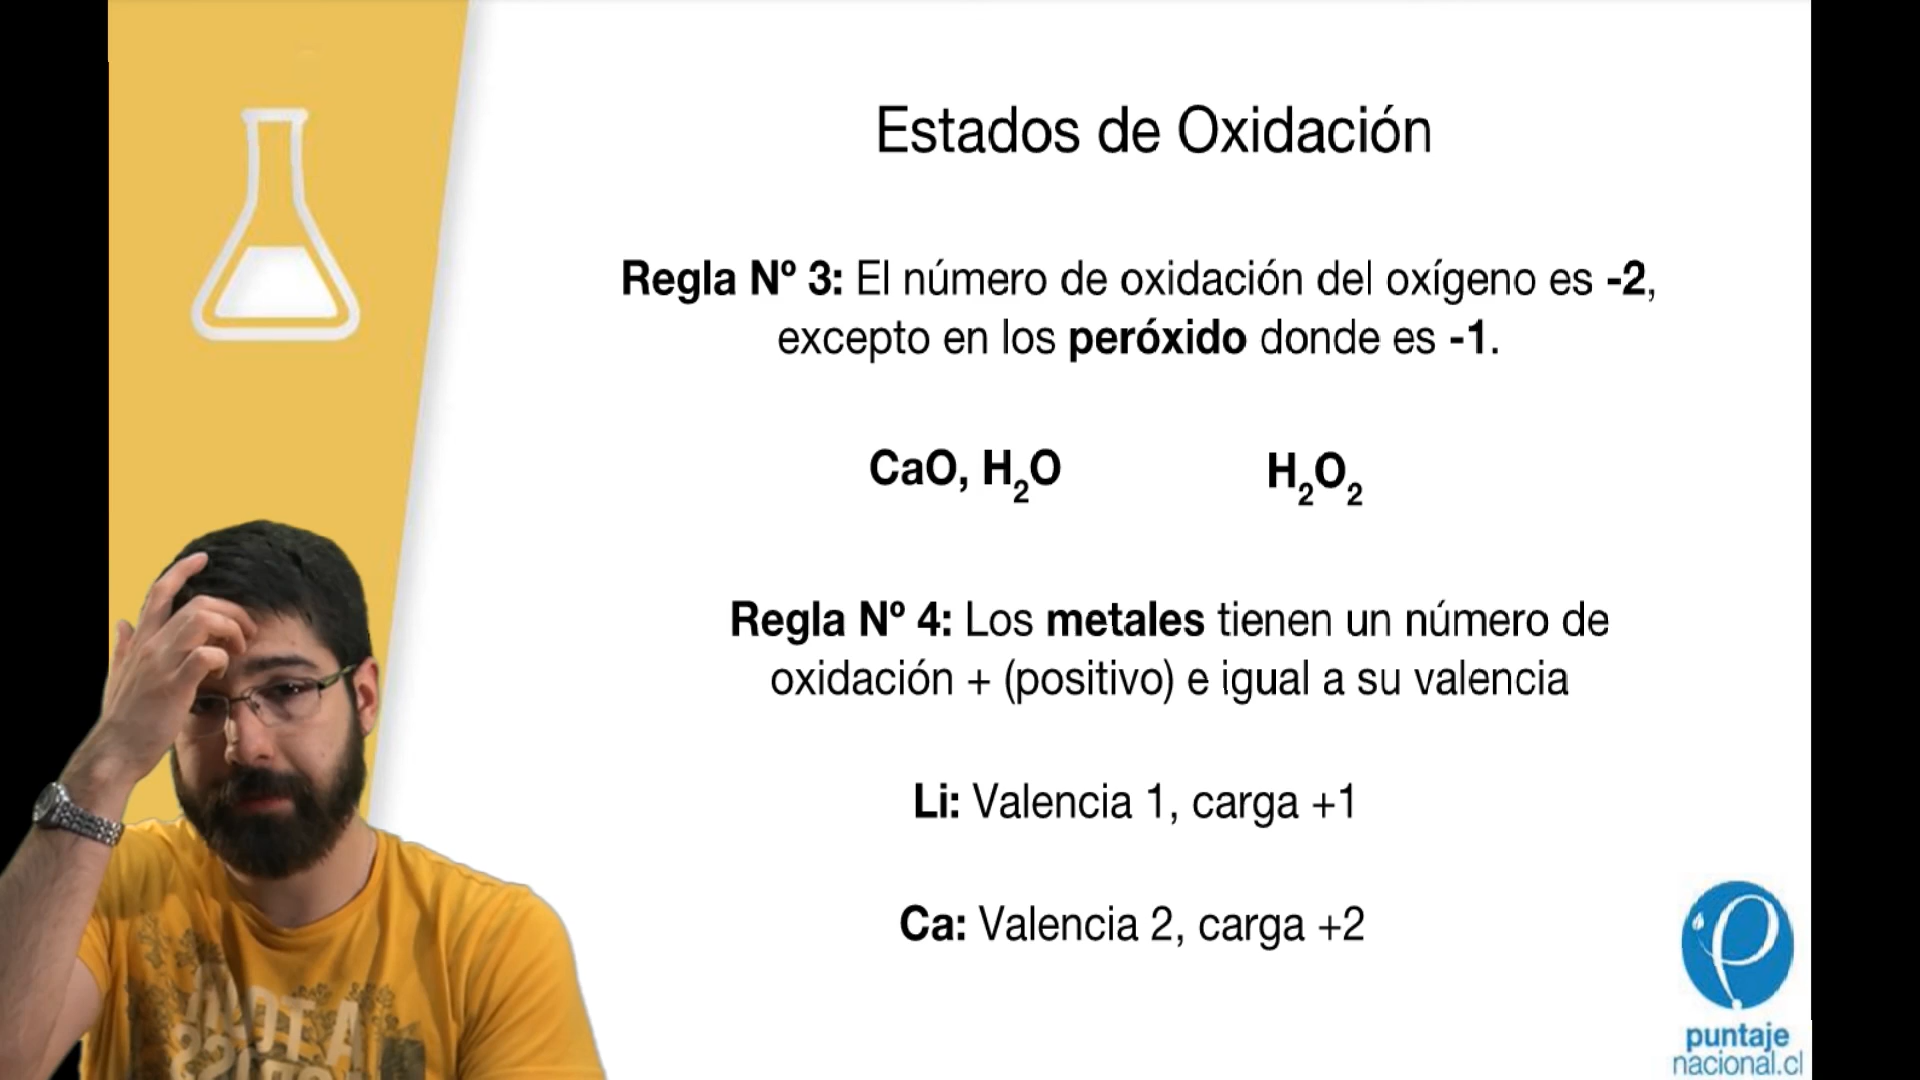 Estados de Oxidación
Regla Nº 3: El número de oxidación del oxígeno es -2,
excepto en los peróxido donde es -1.
CaO, H₂O
H₂O₂
Regla Nº 4: Los metales tienen un número de
oxidación + (positivo) e igual a su valencia
Li: Valencia 1, carga +1
Ca: Valencia 2, carga +2
puntaje
nacional.cl